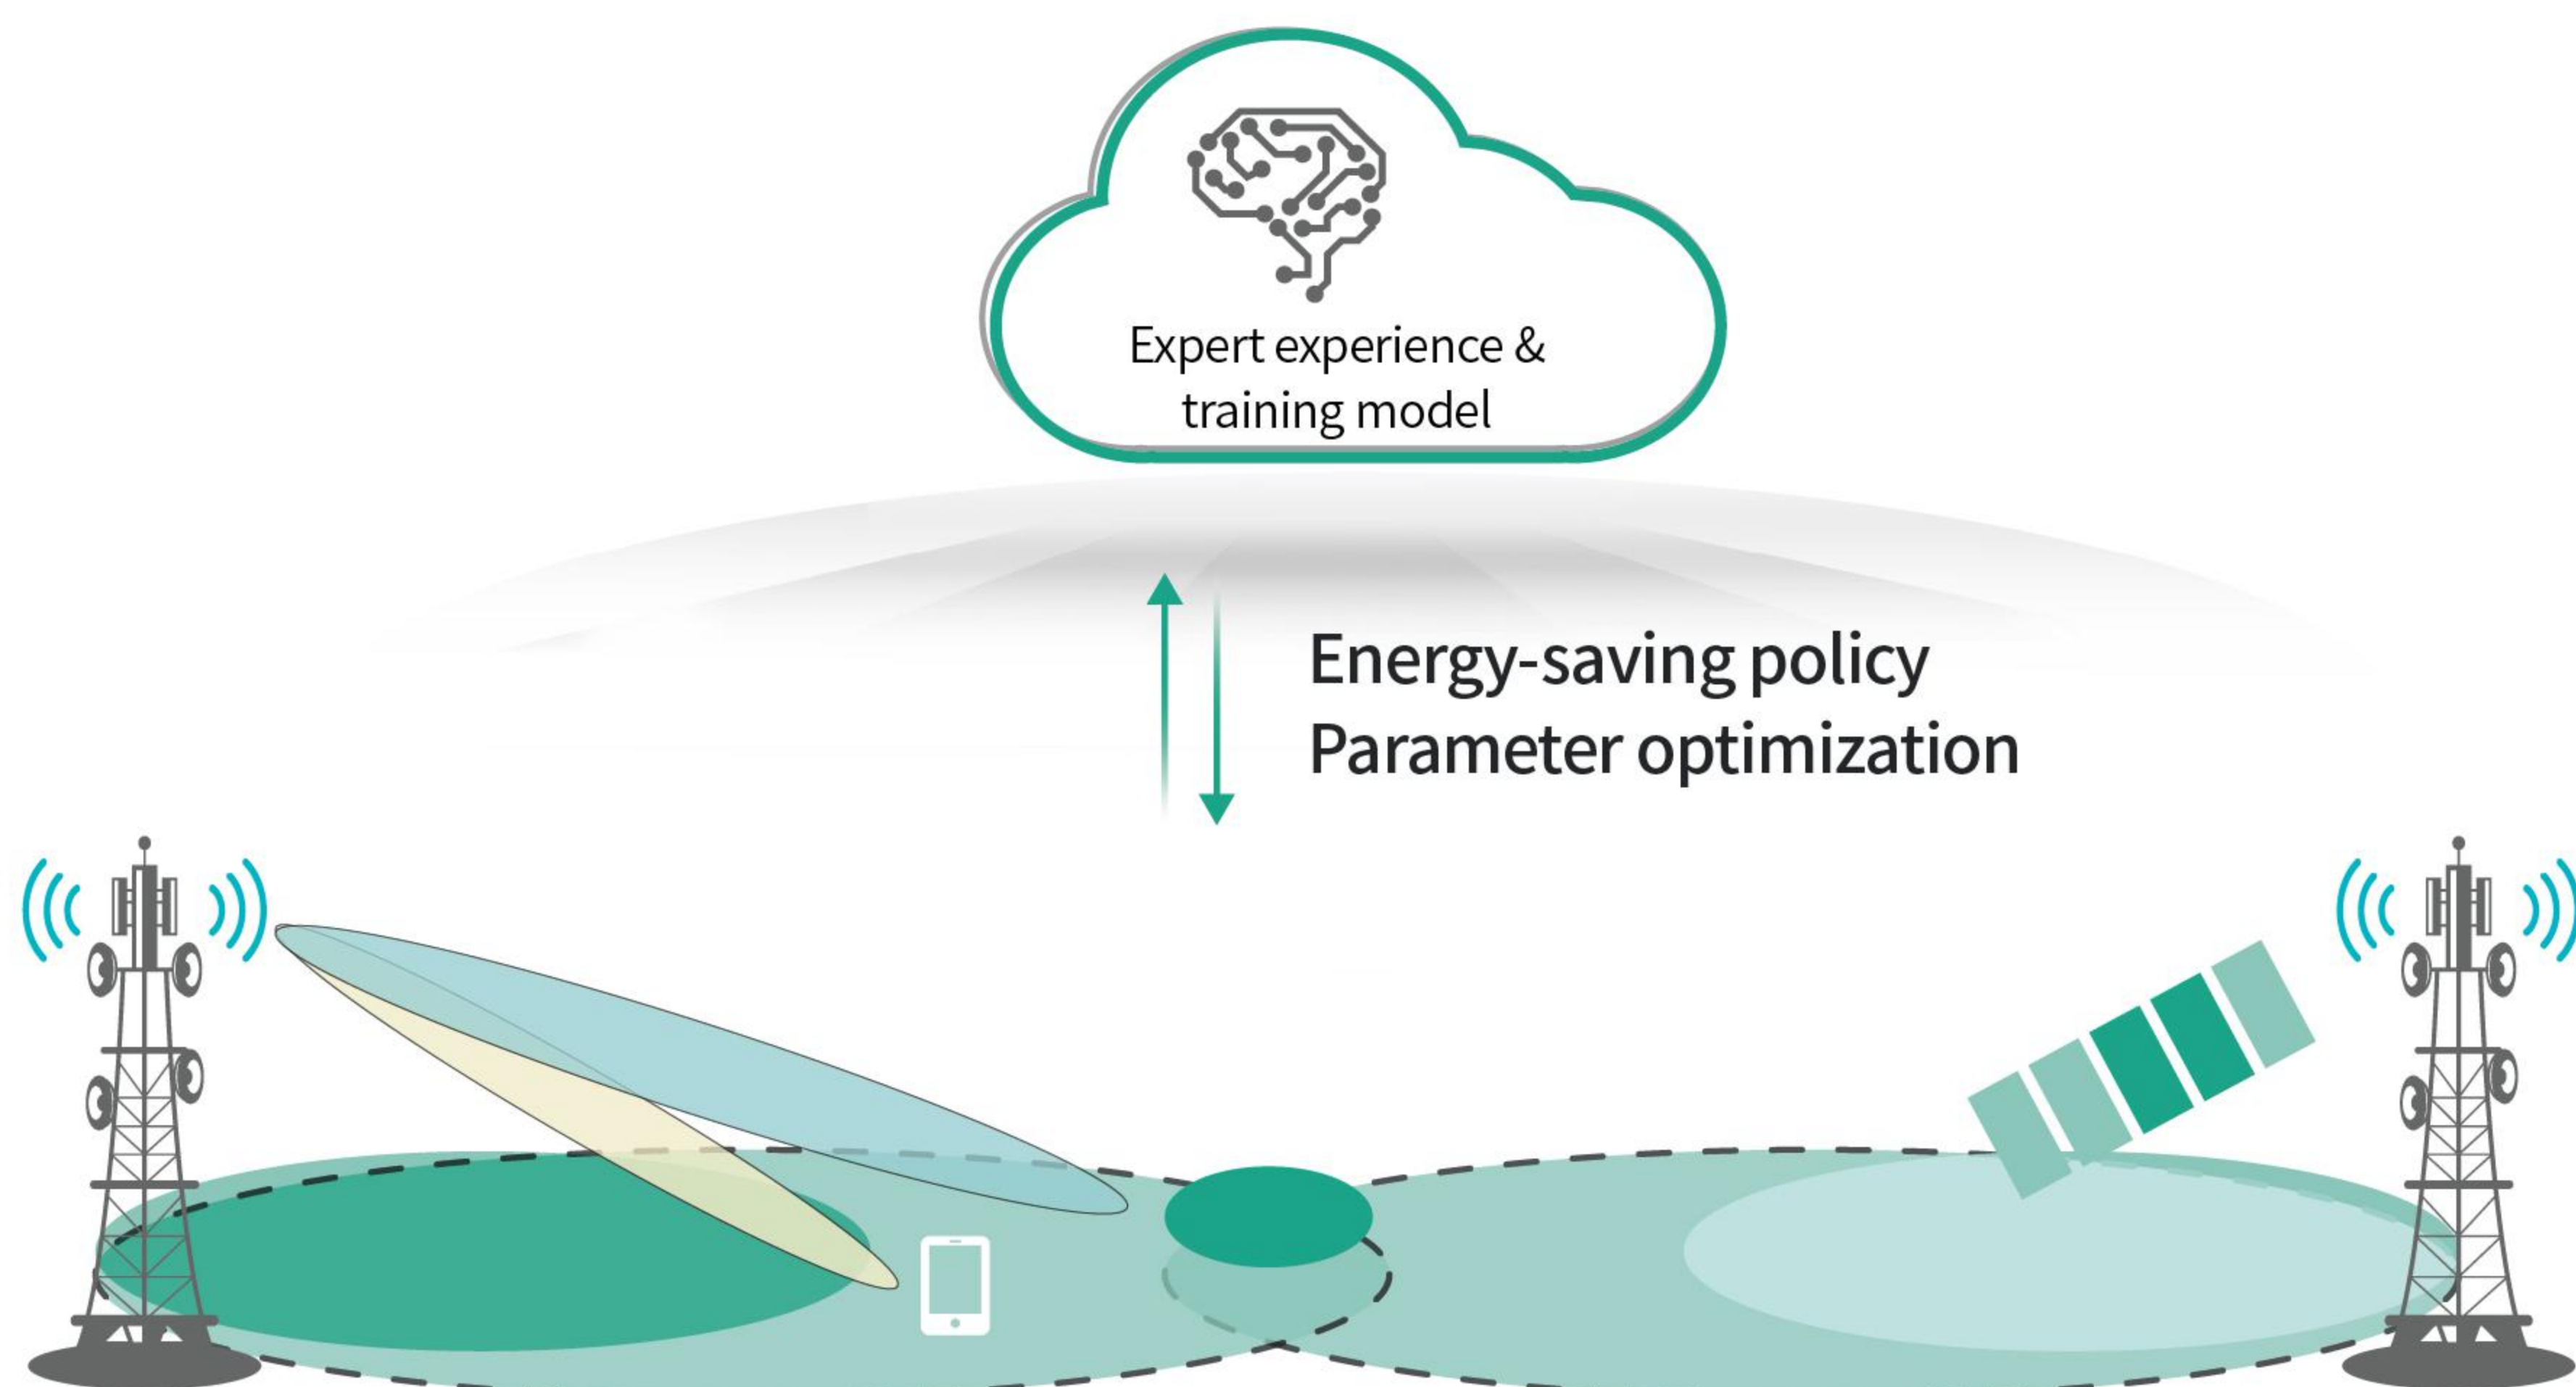 Expert experience &
training model
Energy-saving policy
Parameter optimization